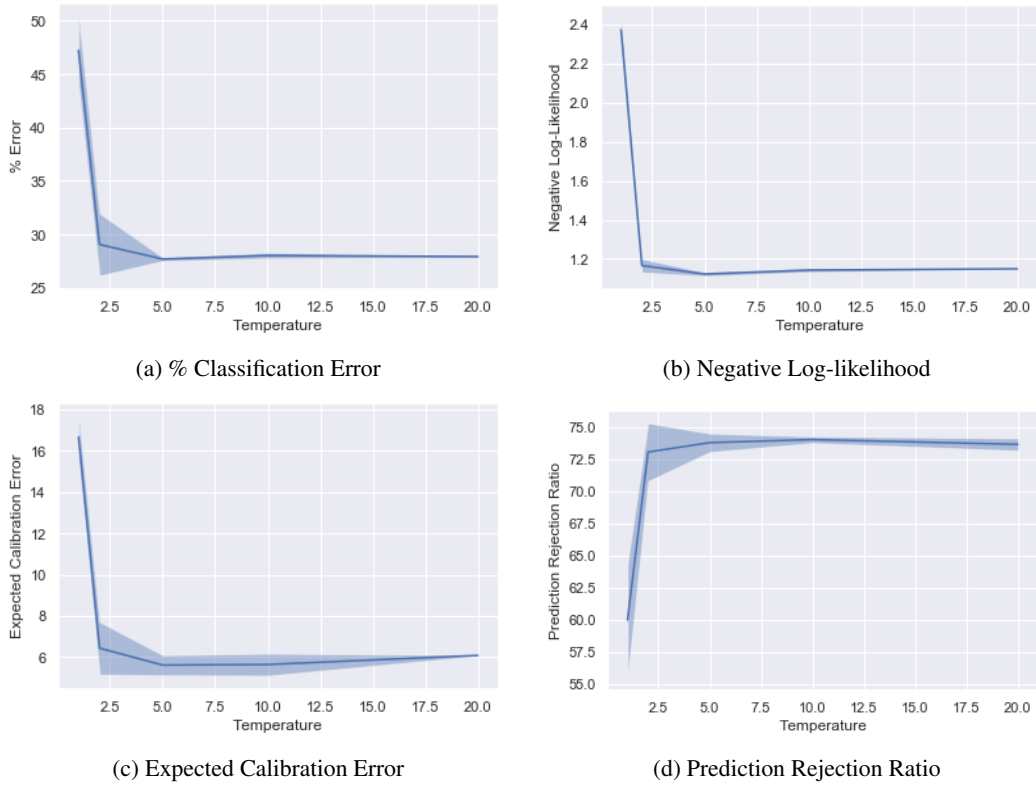 50
45
40
35
30
25
% Error
2.5 5.0 7.5 10.0 12.5 15.0 17.5 20.0
Temperature
(a) % Classification Error
2.4
2.2
2.0
1.8
1.6
1.4
1.2
Negative Log-Likelihood
2.5 5.0 7.5 10.0 12.5 15.0 17.5 20.0
Temperature
(b) Negative Log-likelihood
18
16
14
12
10
8
6
Expected Calibration Error
2.5 5.0 7.5 10.0 12.5 15.0 17.5 20.0
Temperature
(c) Expected Calibration Error
75.0
72.5
70.0
67.5
65.0
62.5
60.0
57.5
55.0
Prediction Rejection Ratio
2.5 5.0 7.5 10.0 12.5 15.0 17.5 20.0
Temperature
(d) Prediction Rejection Ratio